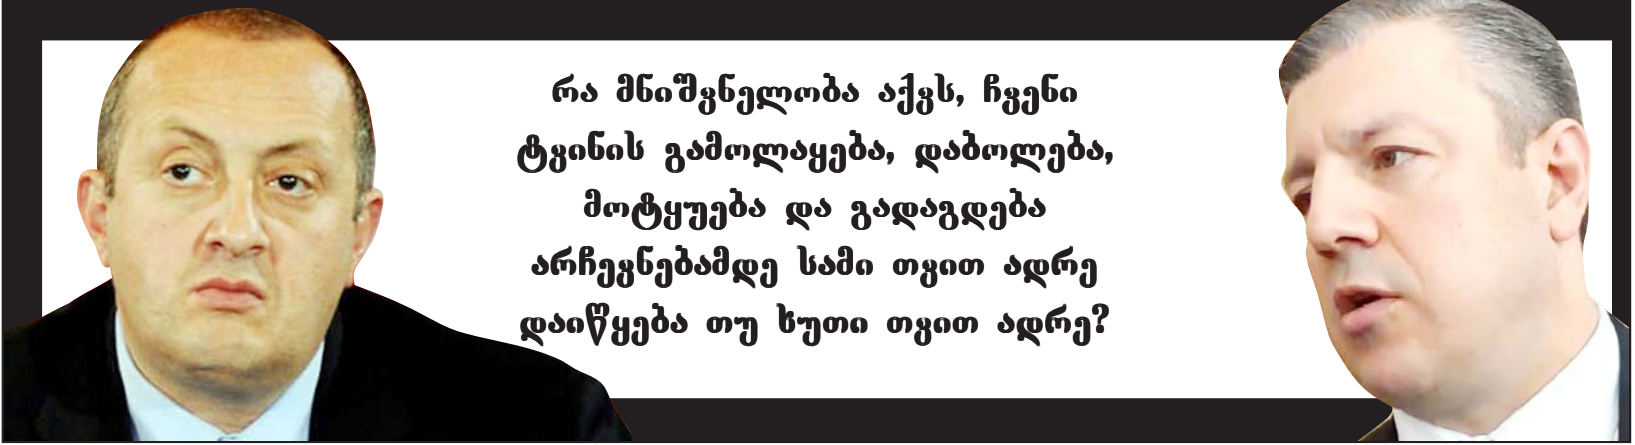 რა მნიშვნელობა აქვს, ჩვენი
ტვინის გამოლაყება, დაბოლება,
მოტყუება და გადაგდება
არჩევნებამდე სამი თვით ადრე
დაიწყება თუ ხუთი თვით ადრე?